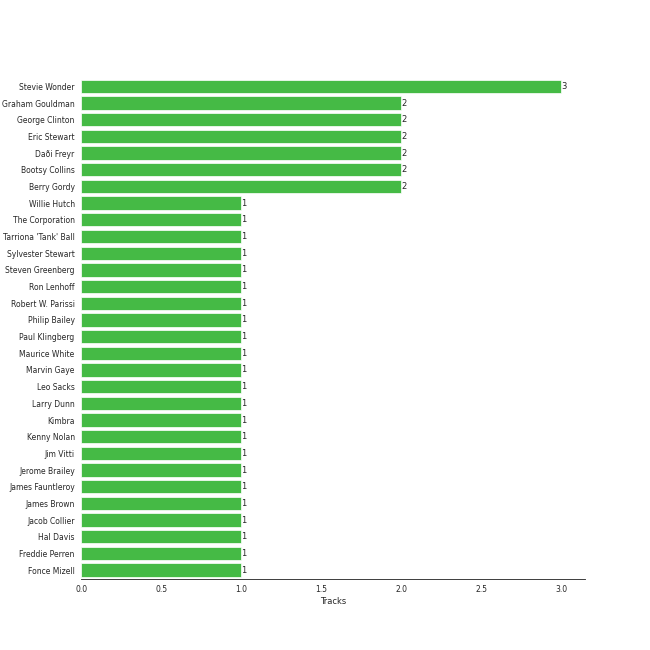 Stevie Wonder 3
Graham Gouldman 2
George Clinton 2
Eric Stewart 2
Daði Freyr 2
Bootsy Collins 2
Berry Gordy 2
Willie Hutch 1
The Corporation 1
Tarriona 'Tank' Ball 1
Sylvester Stewart 1
Steven Greenberg 1
Ron Lenhoff 1
Robert W. Parissi 1
Philip Bailey 1
Paul Klingberg 1
Maurice White 1
Marvin Gaye 1
Leo Sacks 1
Larry Dunn 1
Kimbra 1
Kenny Nolan 1
Jim Vitti 1
Jerome Brailey 1
James Fauntleroy 1
James Brown 1
Jacob Collier 1
Hal Davis 1
Freddie Perren 1
Fonce Mizell 1
0.0 0.5 1.0 1.5 2.0 2.5 3.0
Tracks